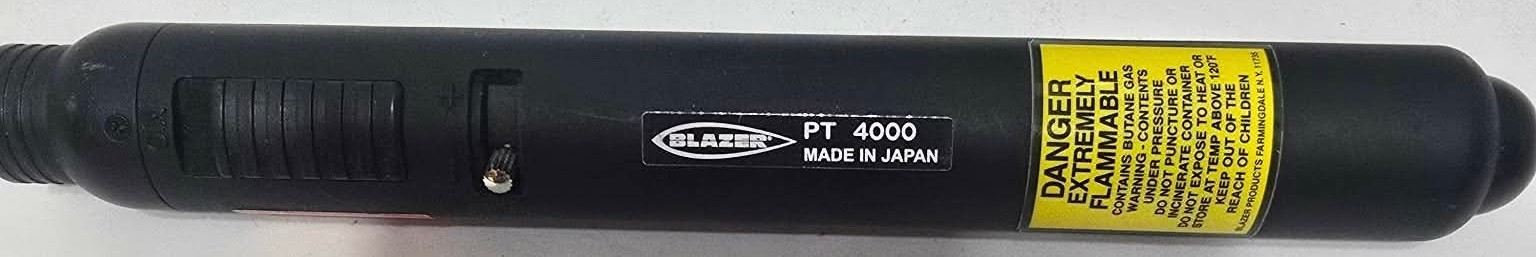 BLAZER
PT 4000
MADE IN JAPAN
DANGER
EXTREMELY
FLAMMABLE
CONTAINS BUTANE GAS
WARNING - CONTENTS
UNDER PRESSURE
DO NOT PUNCTURE OR
INCINERATE CONTAINER
DO NOT EXPOSE TO HEAT OR
STORE AT TEMP ABOVE 120°F
KEEP OUT OF THE
REACH OF CHILDREN
BLAZER PRODUCTS FARMINGDALE N.Y. 11735